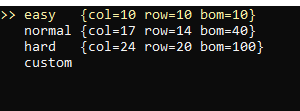 >> easy   {col=10 row=10 bom=10}
normal {col=17 row=14 bom=40}
hard   {col=24 row=20 bom=100}
custom